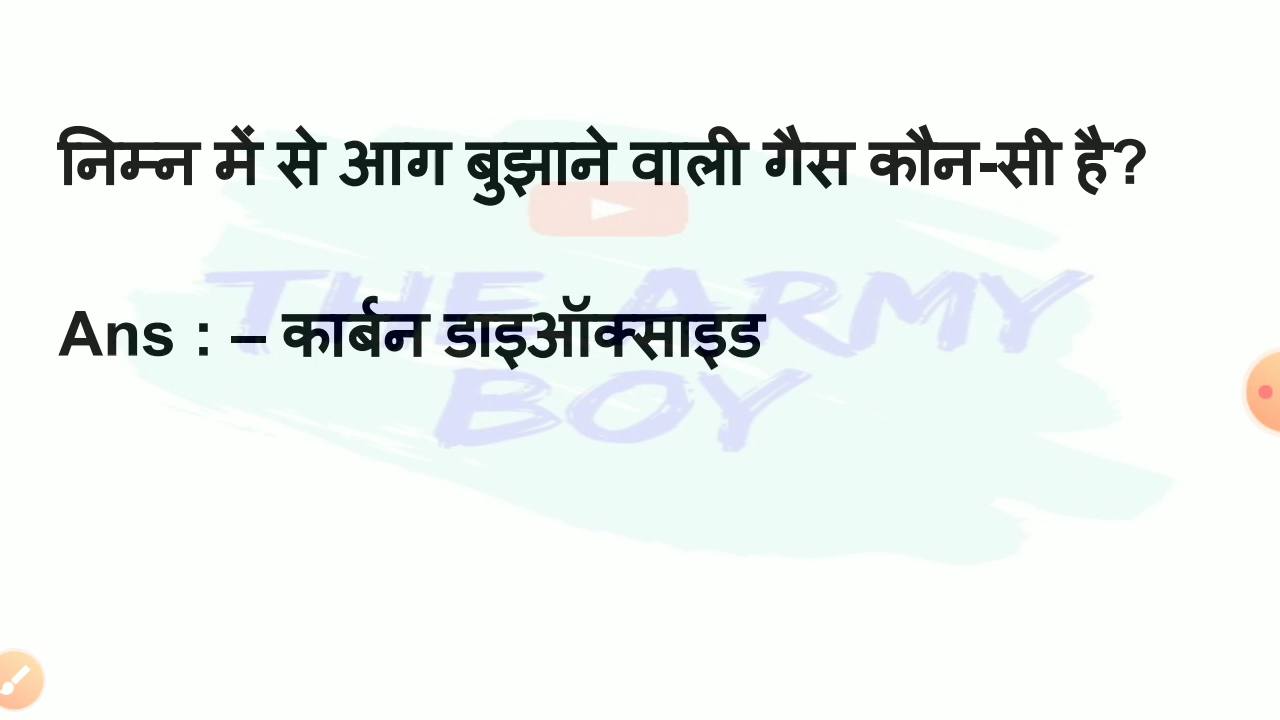 निम्न में से आग बुझाने वाली गैस कौन-सी है?
Ans : – कार्बन डाइऑक्साइड
THE ARMY
BOY